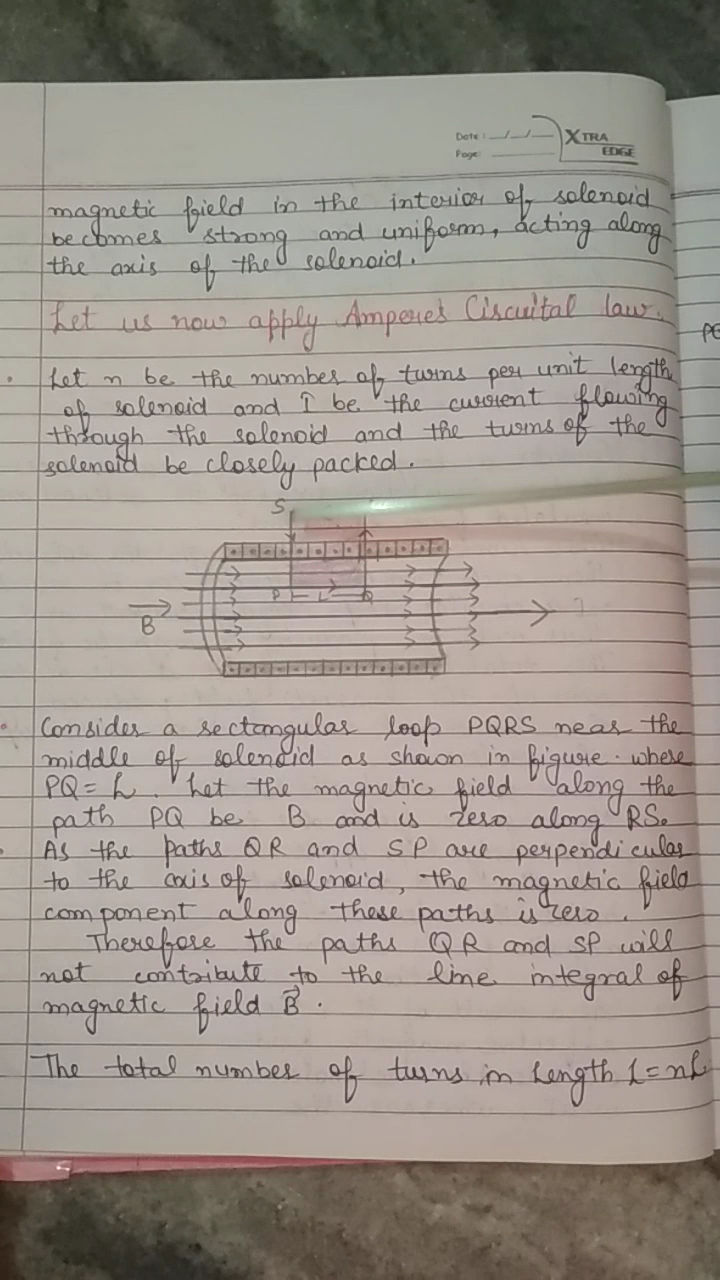 Date : __/__/__
XTRA
EDGE
Page:
magnetic field in the interior of solenoid
becomes strong and uniform, acting along
the axis of the solenoid.
Let us now apply Amperes Circuital law.
Let n be the number of turns per unit length
of solenoid and I be the current flowing
through the solenoid and the turns of the
solenoid be closely packed.
S
P L Q
B
Consider a rectangular loop PQRS near the
middle of solenoid as shown in figure. where
PQ = L. Let the magnetic field along the
path PQ be B and is zero along RS.
As the paths QR and SP are perpendicular
to the axis of solenoid, the magnetic field
component along these paths is zero.
Therefore the paths QR and SP will
not contribute to the line integral of
magnetic field B⃗.
The total number of turns in length L = nL